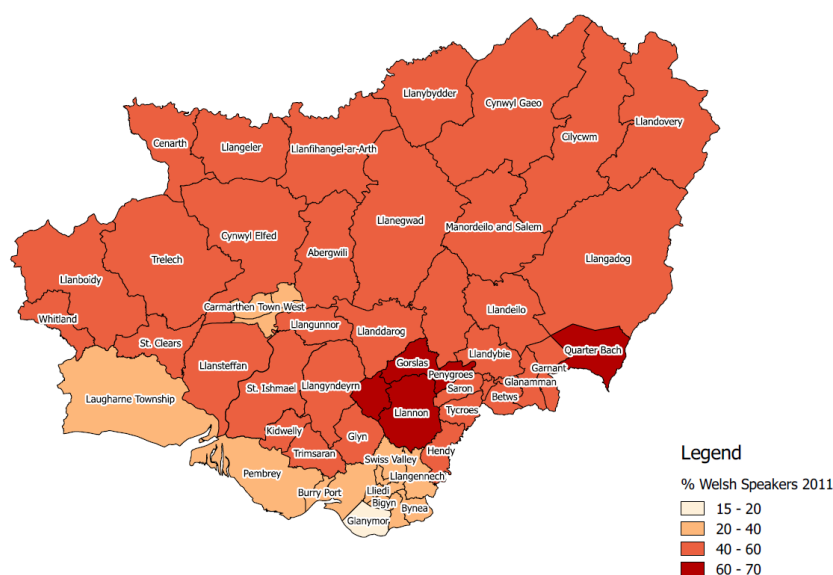 Llanybydder
Cynwyl Gaeo
Llandovery
Cenarth
Llangeler
Llanfihangel-ar-Arth
Cilycwm
Llanegwad
Cynwyl Elfed
Abergwili
Manordeilo and Salem
Trelech
Llangadog
Llanboidy
Carmarthen Town West
Llandeilo
Whitland
Llangunnor
Llanddarog
St. Clears
Quarter Bach
Llansteffan
Gorslas
Llandybie
Garnant
Penygroes
Glanamman
St. Ishmael
Llangyndeyrn
Saron
Betws
Laugharne Township
Llannon
Tycroes
Kidwelly
Glyn
Trimsaran
Hendy
Swiss Valley
Pembrey
Llangennech
Burry Port
Lliedi
Bigyn
Bynea
Glanymor
Legend
% Welsh Speakers 2011
15 - 20
20 - 40
40 - 60
60 - 70